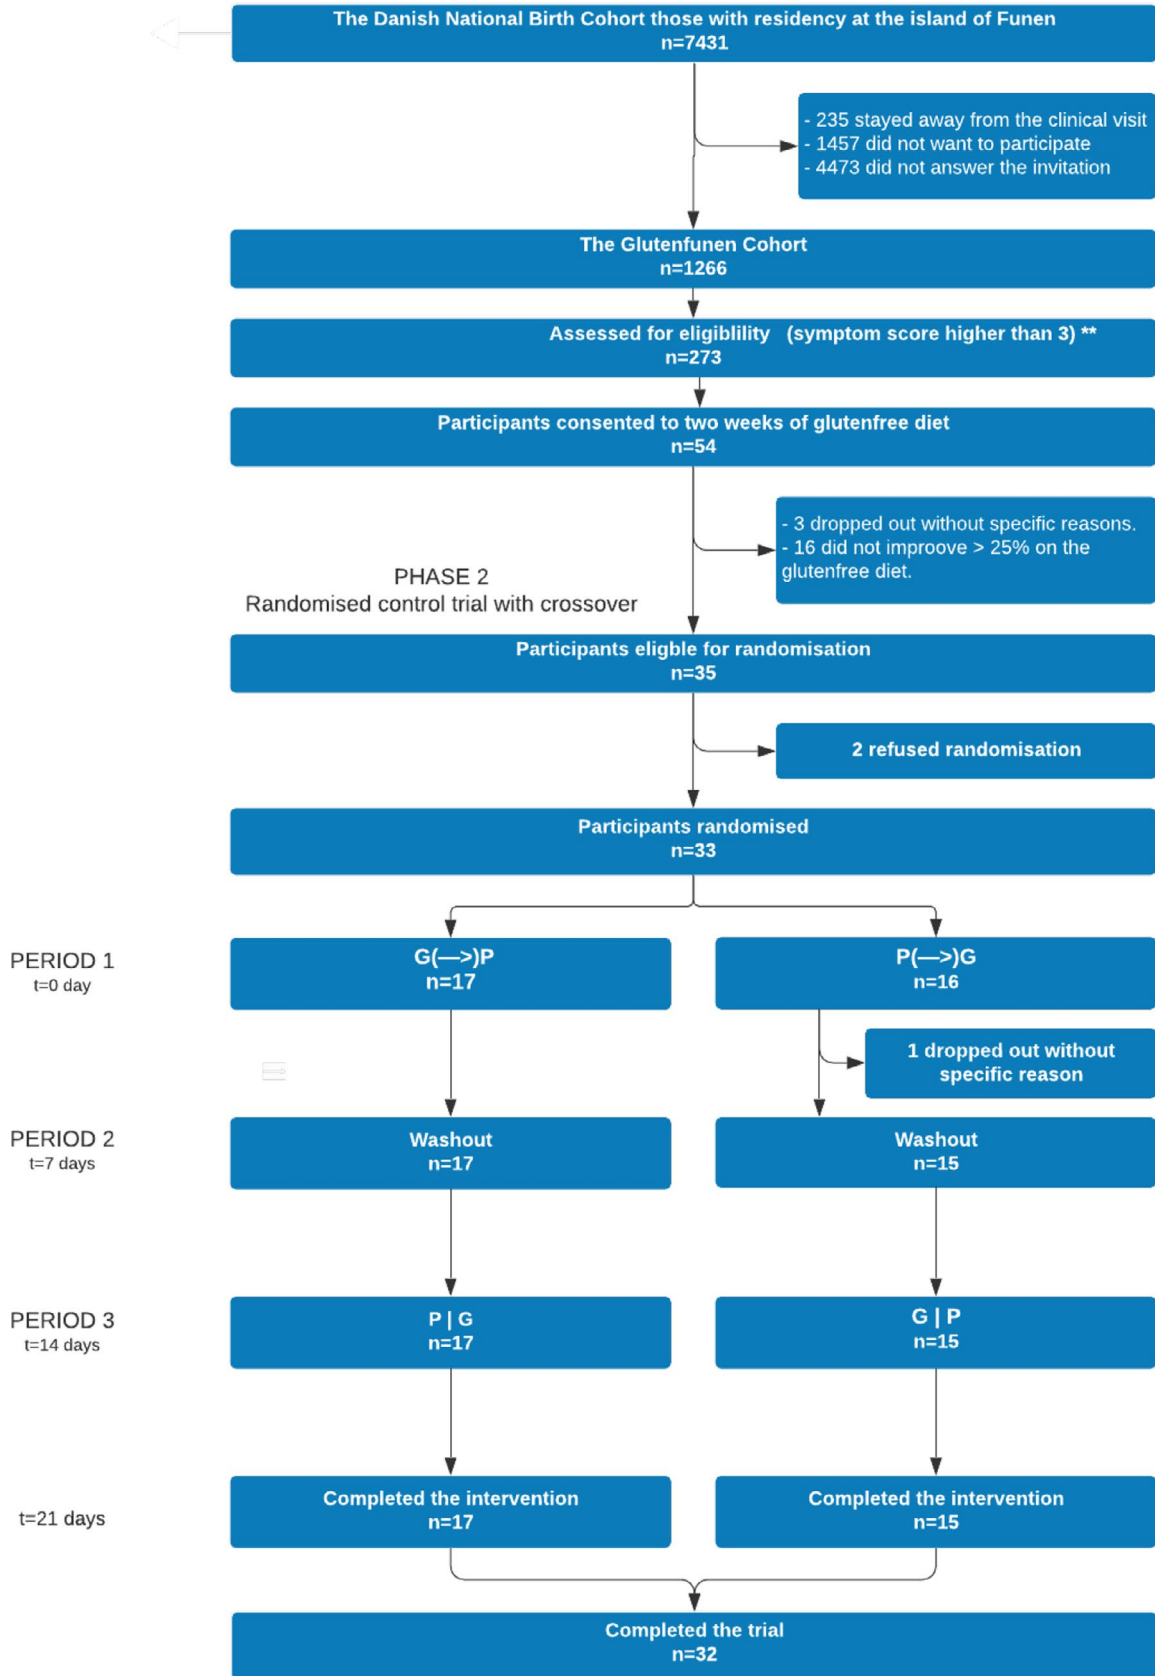 The Danish National Birth Cohort those with residency at the island of Funen
n=7431
- 235 stayed away from the clinical visit
- 1457 did not want to participate
- 4473 did not answer the invitation
The Glutenfunen Cohort
n=1266
Assessed for eligiblility (symptom score higher than 3) **
n=273
Participants consented to two weeks of glutenfree diet
n=54
- 3 dropped out without specific reasons.
- 16 did not improove > 25% on the
glutenfree diet.
PHASE 2
Randomised control trial with crossover
Participants eligble for randomisation
n=35
2 refused randomisation
Participants randomised
n=33
PERIOD 1
t=0 day
G(—>)P
n=17
P(—>)G
n=16
1 dropped out without
specific reason
PERIOD 2
t=7 days
Washout
n=17
Washout
n=15
PERIOD 3
t=14 days
P | G
n=17
G | P
n=15
t=21 days
Completed the intervention
n=17
Completed the intervention
n=15
Completed the trial
n=32